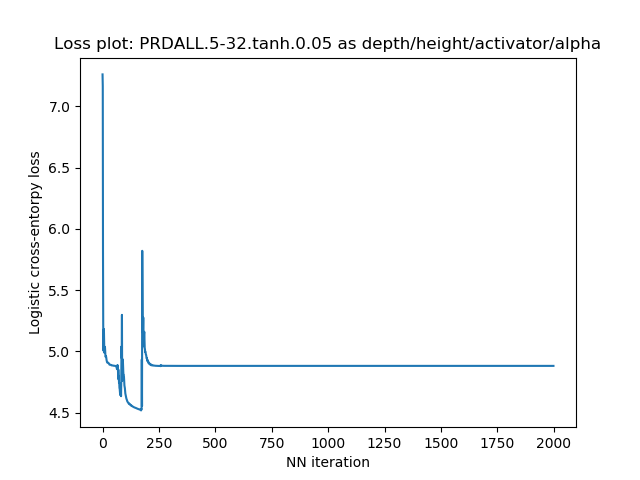 Loss plot: PRDALL.5-32.tanh.0.05 as depth/height/activator/alpha
Logistic cross-entorpy loss
7.0
6.5
6.0
5.5
5.0
4.5
0 250 500 750 1000 1250 1500 1750 2000
NN iteration